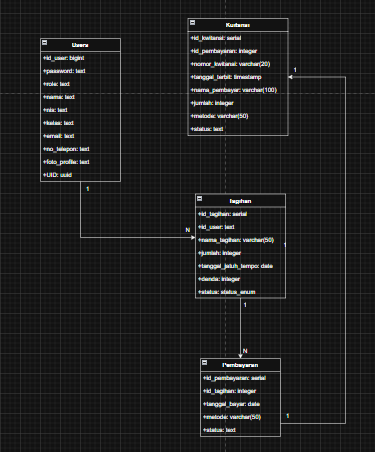 Kuitansi
+id_kwitansi: serial
+id_pembayaran: integer
+nomor_kwitansi: varchar(20)
+tanggal_terbit: timestamp
+nama_pembayar: varchar(100)
+jumlah: integer
+metode: varchar(50)
+status: text
Users
+id_user: bigint
+password: text
+role: text
+nama: text
+nis: text
+kelas: text
+email: text
+no_telepon: text
+foto_profile: text
+UID: uuid
1
1
N
Tagihan
+id_tagihan: serial
+id_user: text
+nama_tagihan: varchar(50)
+jumlah: integer
+tanggal_jatuh_tempo: date
+denda: integer
+status: status_enum
1
1
N
Pembayaran
+id_pembayaran: serial
+id_tagihan: integer
+tanggal_bayar: date
+metode: varchar(50)
+status: text
1